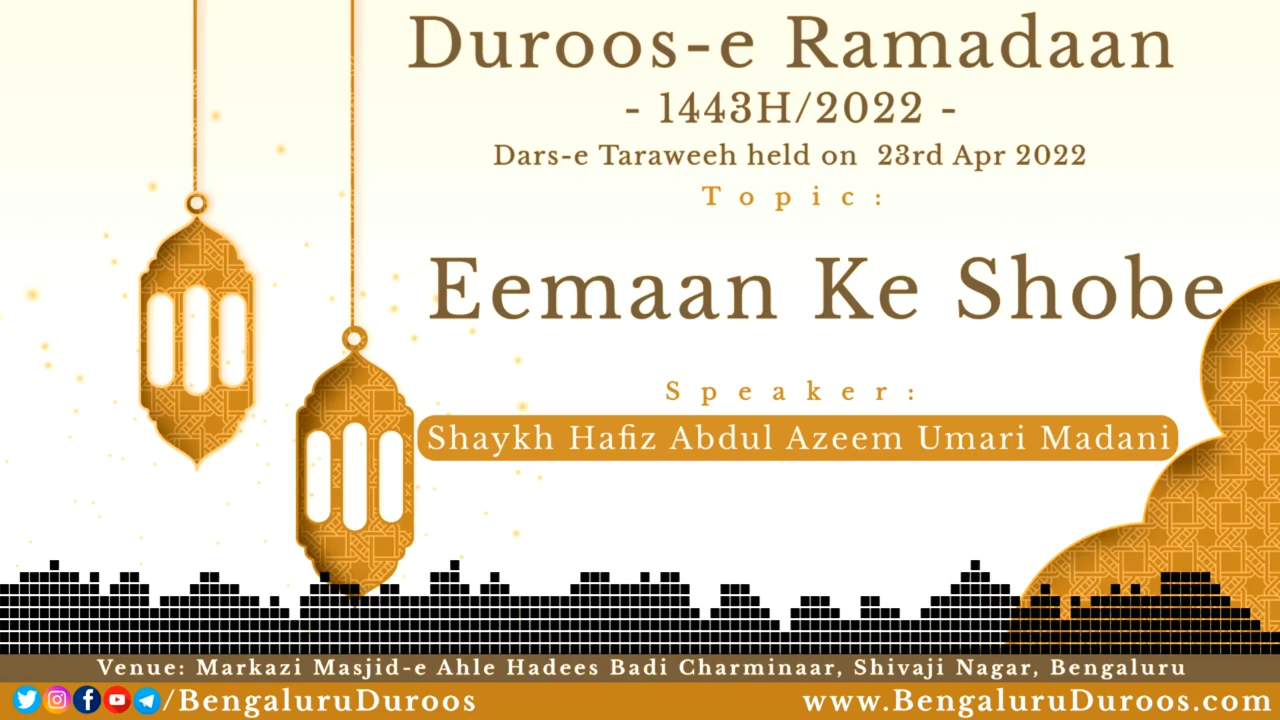 Duroos-e Ramadaan
- 1443H/2022 -
Dars-e Taraweeh held on 23rd Apr 2022
Topic:
Eemaan Ke Shobe
Speaker:
Shaykh Hafiz Abdul Azeem Umari Madani
Venue: Markazi Masjid-e Ahle Hadees Badi Charminaar, Shivaji Nagar, Bengaluru
/BengaluruDuroos
www.BengaluruDuroos.com